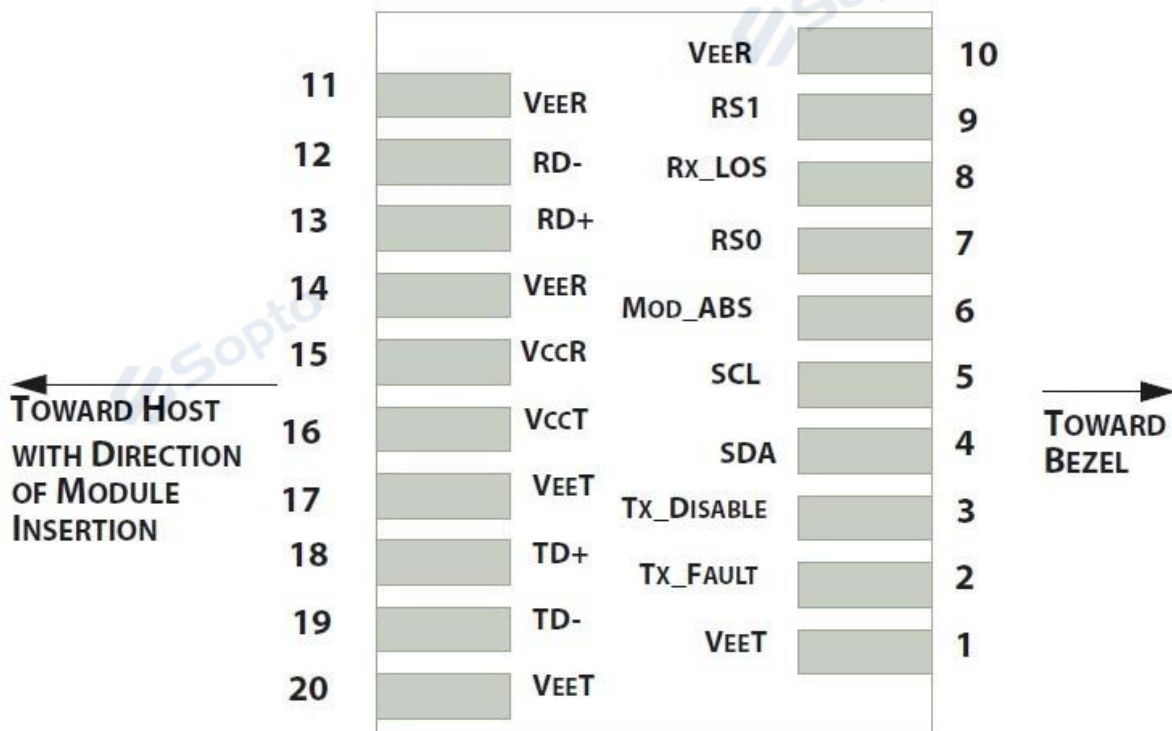 Sopto
VEER 10
11 VEER
RS1 9
12 RD-
RX_LOS 8
13 RD+
RS0 7
14 VEER
MOD_ABS 6
15 VCCR
SCL 5
TOWARD HOST
WITH DIRECTION
OF MODULE
INSERTION
16 VCCT
TOWARD
BEZEL
SDA 4
17 VEET
TX_DISABLE 3
18 TD+
TX_FAULT 2
19 TD-
VEET 1
20 VEET
Sopto